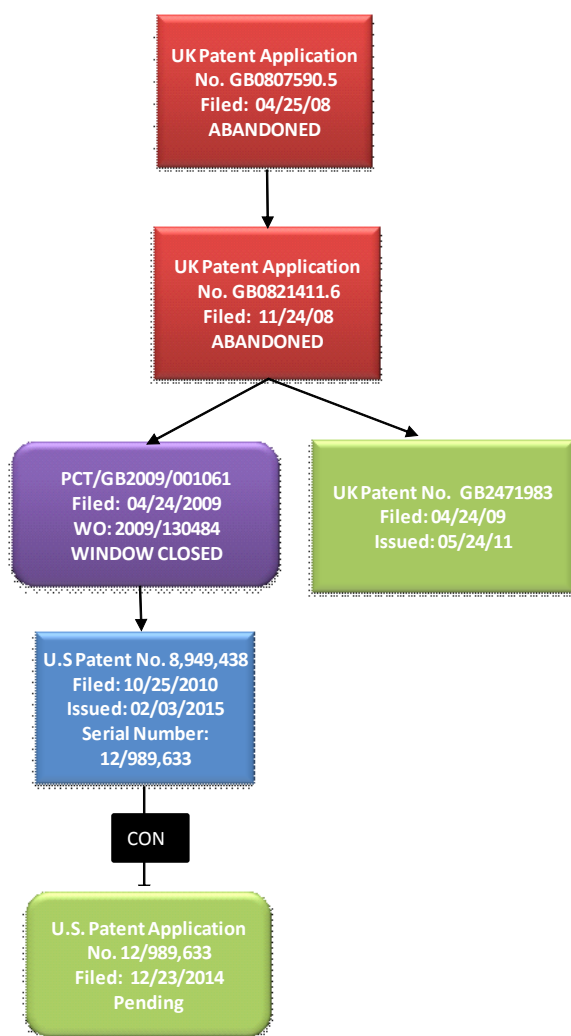 UK Patent Application
No. GB0807590.5
Filed: 04/25/08
ABANDONED
UK Patent Application
No. GB0821411.6
Filed: 11/24/08
ABANDONED
PCT/GB2009/001061
Filed: 04/24/2009
WO: 2009/130484
WINDOW CLOSED
UK Patent No. GB2471983
Filed: 04/24/09
Issued: 05/24/11
U.S Patent No. 8,949,438
Filed: 10/25/2010
Issued: 02/03/2015
Serial Number:
12/989,633
CON
U.S. Patent Application
No. 12/989,633
Filed: 12/23/2014
Pending